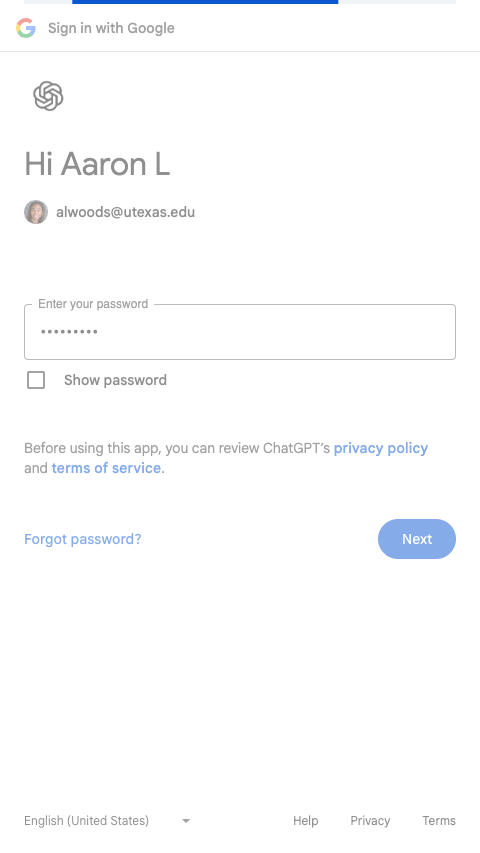 Sign in with Google
Hi Aaron L
alwoods@utexas.edu
Enter your password
•••••••••
Show password
Before using this app, you can review ChatGPT's privacy policy
and terms of service.
Forgot password?
Next
English (United States)
Help Privacy Terms